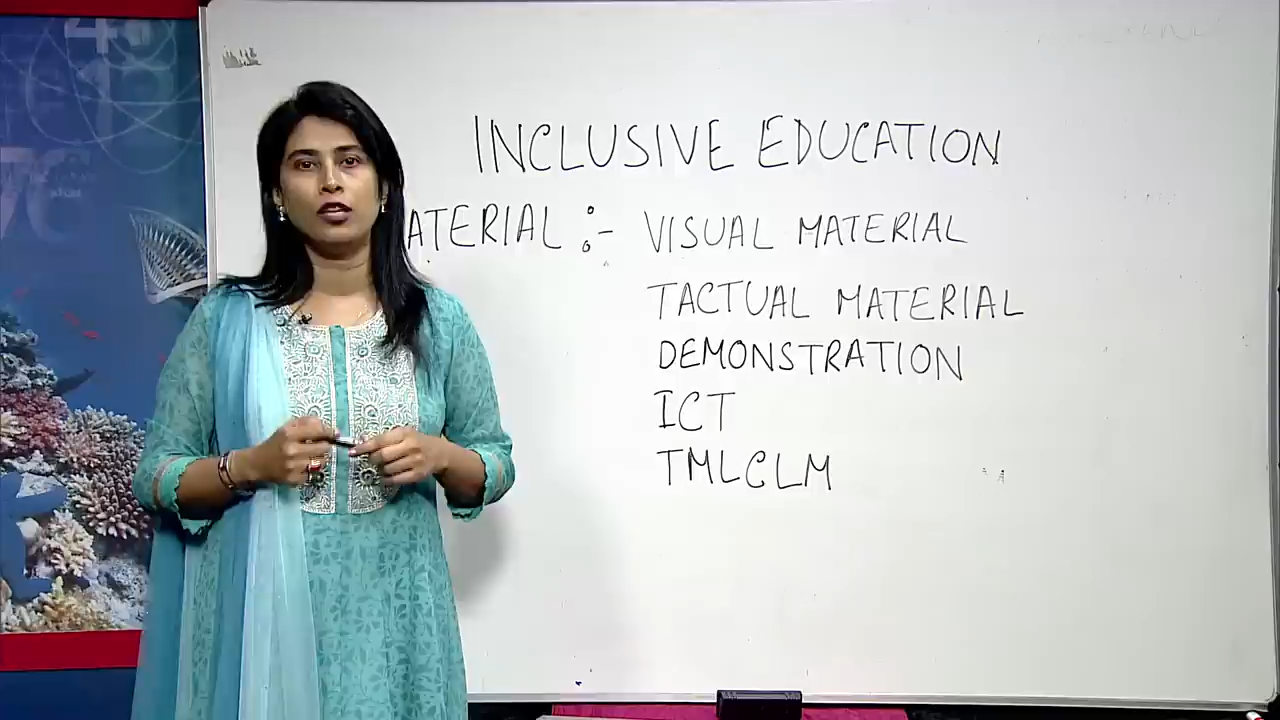 INCLUSIVE EDUCATION
ATERIAL :- VISUAL MATERIAL
TACTUAL MATERIAL
DEMONSTRATION
ICT
TMLCLM